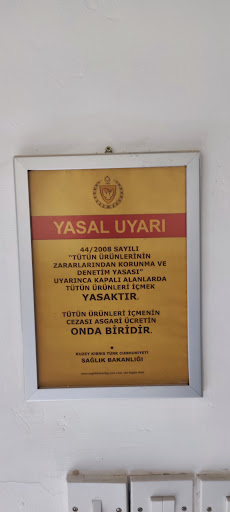 YASAL UYARI
44/2008 SAYILI
"TÜTÜN ÜRÜNLERİNİN
ZARARLARINDAN KORUNMA VE
DENETİM YASASI"
UYARINCA KAPALI ALANLARDA
TÜTÜN ÜRÜNLERİ İÇMEK
YASAKTIR.
TÜTÜN ÜRÜNLERİ İÇMENİN
CEZASI ASGARİ ÜCRETİN
ONDA BİRİDİR.
KUZEY KIBRIS TÜRK CUMHURİYETİ
SAĞLIK BAKANLIĞI